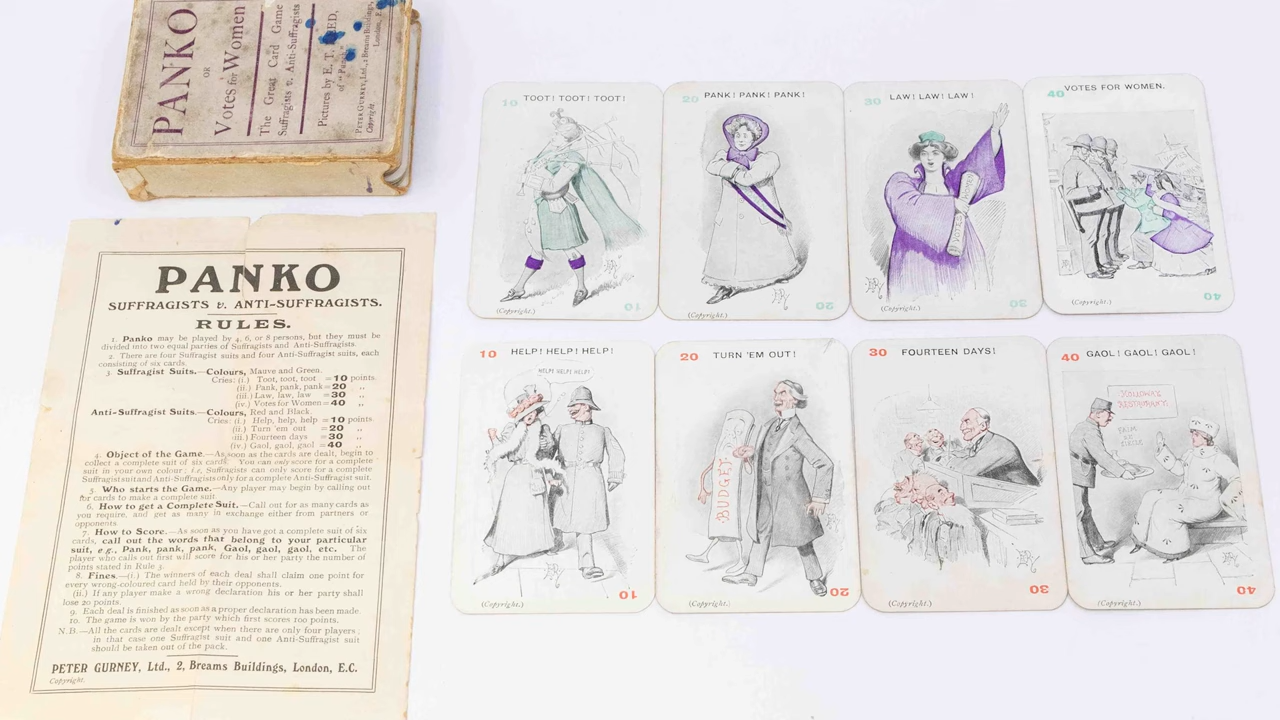 PANKO
OR
Votes for Women
The Great Card Game
Suffragists v. Anti-Suffragists
Pictures by E. T.
of "Punch"
PETER GURNEY, Ltd., 2 Breams Buildings,
Copyright London, E.C.
PANKO
SUFFRAGISTS v. ANTI-SUFFRAGISTS.
RULES.
1. Panko may be played by 4, 6, or 8 persons, but they must be
divided into two equal parties of Suffragists and Anti-Suffragists.
2. There are four Suffragist suits and four Anti-Suffragist suits, each
consisting of six cards.
3. Suffragist Suits.—Colours, Mauve and Green.
Cries: (i.) Toot, toot, toot = 10 points.
(ii.) Pank, pank, pank = 20 ,,
(iii.) Law, law, law = 30 ,,
(iv.) Votes for Women = 40 ,,
Anti-Suffragist Suits.—Colours, Red and Black.
Cries: (i.) Help, help, help = 10 points.
(ii.) Turn 'em out = 20 ,,
(iii.) Fourteen days = 30 ,,
(iv.) Gaol, gaol, gaol = 40 ,,
4. Object of the Game.—As soon as the cards are dealt, begin to
collect a complete suit of six cards. You can only score for a complete
suit in your own colour; i.e., Suffragists can only score for a complete
Suffragist suit and Anti-Suffragists only for a complete Anti-Suffragist suit.
5. Who starts the Game.—Any player may begin by calling out
for cards to make a complete suit.
6. How to get a Complete Suit.—Call out for as many cards as
you require, and get as many in exchange either from partners or
opponents.
7. How to Score.—As soon as you have got a complete suit of six
cards, call out the words that belong to your particular
suit, e.g., Pank, pank, pank, Gaol, gaol, gaol, etc. The
player who calls out first will score for his or her party the number of
points stated in Rule 3.
8. Fines.—(i.) The winners of each deal shall claim one point for
every wrong-coloured card held by their opponents.
(ii.) If any player make a wrong declaration his or her party shall
lose 20 points.
9. Each deal is finished as soon as a proper declaration has been made.
10. The game is won by the party which first scores 100 points.
N.B.—All the cards are dealt except when there are only four players;
in that case one Suffragist suit and one Anti-Suffragist suit
should be taken out of the pack.
PETER GURNEY, Ltd., 2, Breams Buildings, London, E.C.
Copyright.
10 TOOT! TOOT! TOOT!
(Copyright.) 10
20 PANK! PANK! PANK!
(Copyright.) 20
30 LAW! LAW! LAW!
VOTES
(Copyright.) 30
40 VOTES FOR WOMEN.
(Copyright.) 40
10 HELP! HELP! HELP!
HELP! HELP! HELP!
(Copyright.) 10
20 TURN 'EM OUT!
BUDGET
(Copyright.) 20
30 FOURTEEN DAYS!
(Copyright.) 30
40 GAOL! GAOL! GAOL!
HOLLOWAY
RESTAURANT
(Copyright.) 40